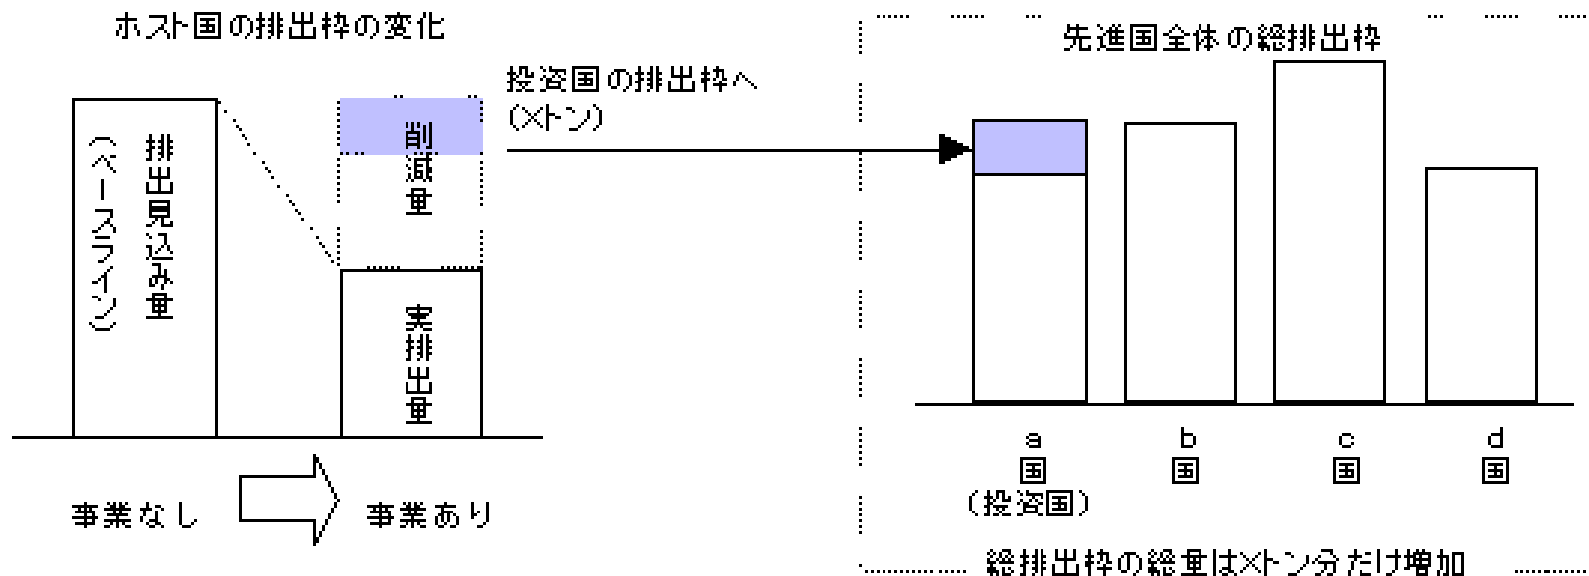 ホスト国の排出枠の変化
排出見込み量
(ベースライン)
削減量
実排出量
事業なし
事業あり
投資国の排出枠へ
(Xトン)
先進国全体の総排出枠
a
国
(投資国)
b
国
c
国
d
国
総排出枠の総量はXトン分だけ増加